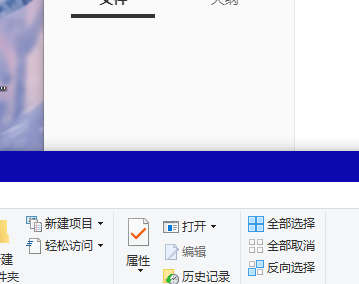 文件 大纲
新建项目 打开 全部选择
轻松访问 编辑 全部取消
建 属性 历史记录 反向选择
件夹